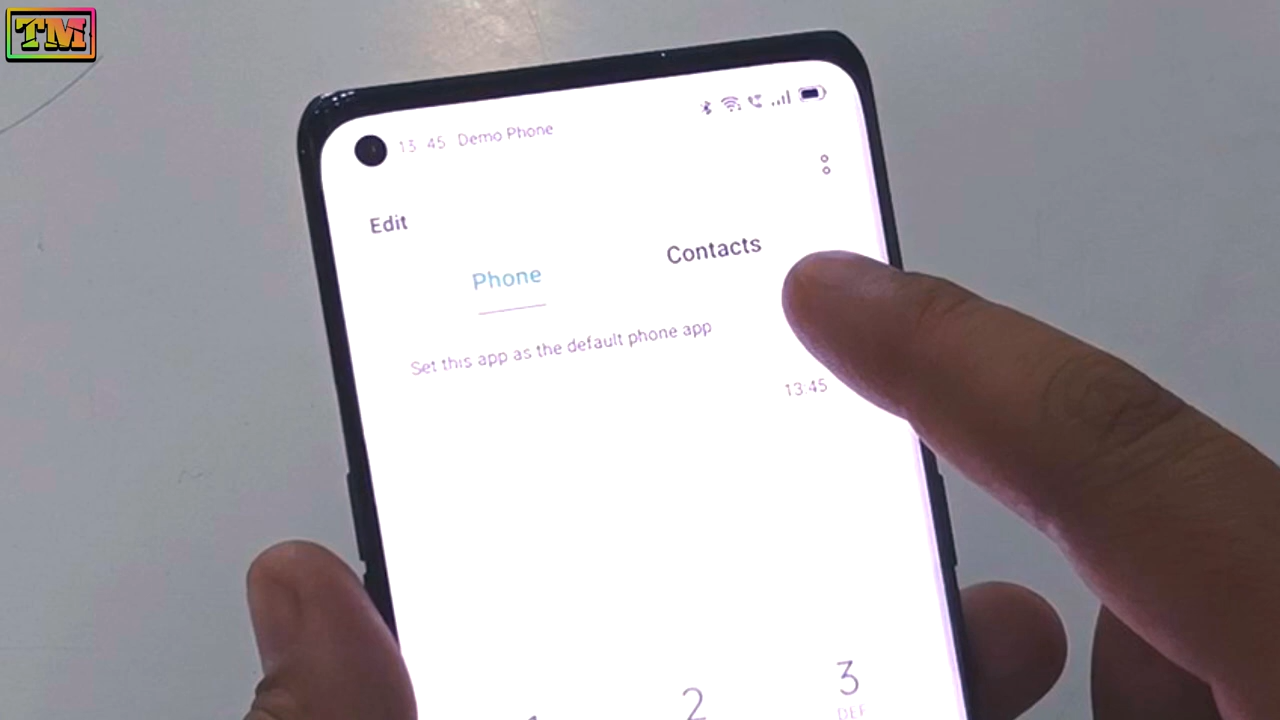 TM
13 45 Demo Phone
Edit
Phone Contacts
Set this app as the default phone app
13:45
1 2 3
DEF